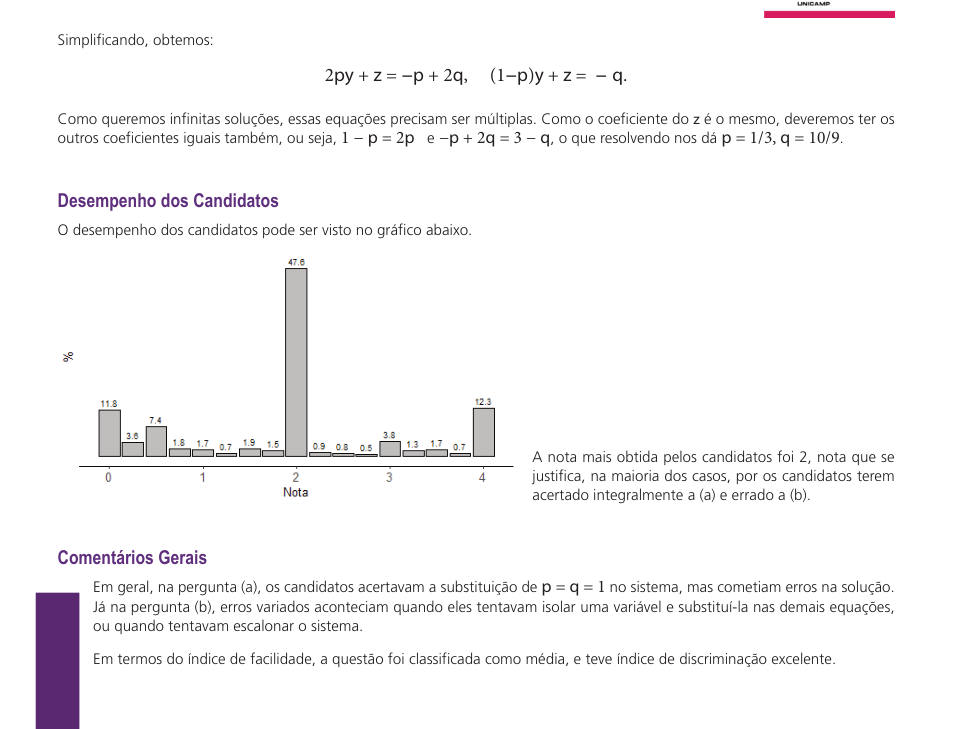 UNICAMP
Simplificando, obtemos:
2py + z = −p + 2q, (1−p)y + z = − q.
Como queremos infinitas soluções, essas equações precisam ser múltiplas. Como o coeficiente do z é o mesmo, deveremos ter os
outros coeficientes iguais também, ou seja, 1 − p = 2p e −p + 2q = 3 − q, o que resolvendo nos dá p = 1/3, q = 10/9.
Desempenho dos Candidatos
O desempenho dos candidatos pode ser visto no gráfico abaixo.
47.6
%
11.8
3.6
7.4
1.8
1.7
0.7
1.9
1.5
0.9
0.8
0.5
3.8
1.3
1.7
0.7
12.3
0 1 2 3 4
Nota
A nota mais obtida pelos candidatos foi 2, nota que se
justifica, na maioria dos casos, por os candidatos terem
acertado integralmente a (a) e errado a (b).
Comentários Gerais
Em geral, na pergunta (a), os candidatos acertavam a substituição de p = q = 1 no sistema, mas cometiam erros na solução.
Já na pergunta (b), erros variados aconteciam quando eles tentavam isolar uma variável e substituí-la nas demais equações,
ou quando tentavam escalonar o sistema.
Em termos do índice de facilidade, a questão foi classificada como média, e teve índice de discriminação excelente.